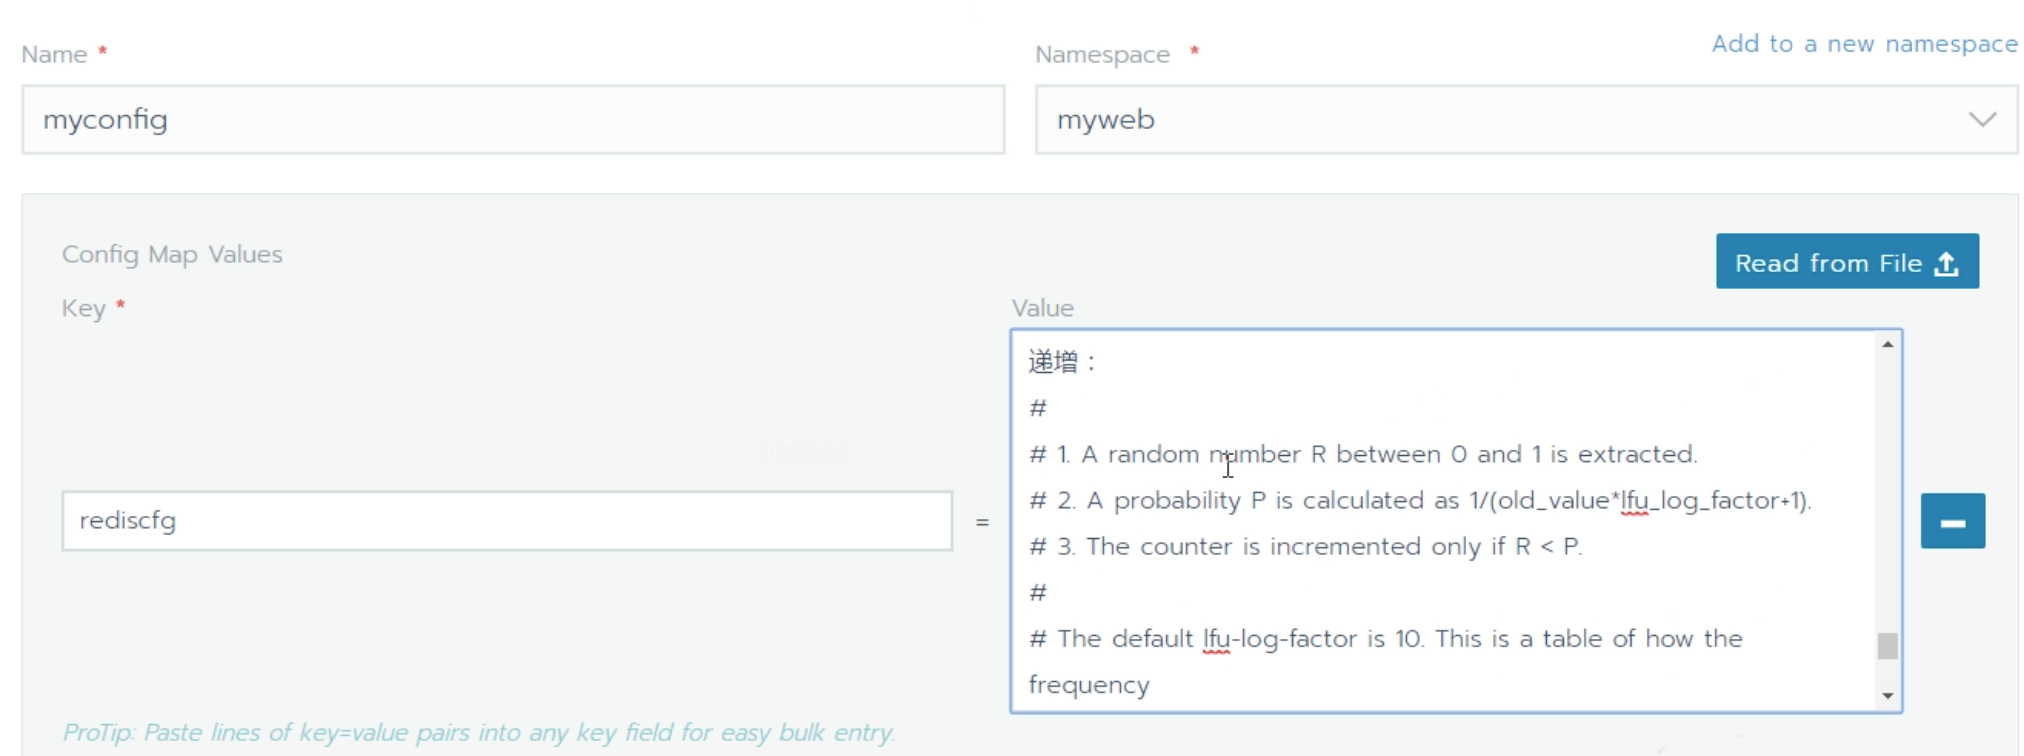 Add to a new namespace
Name *
Namespace *
myconfig
myweb
Config Map Values
Read from File
Key *
Value
递增：
#
# 1. A random number R between 0 and 1 is extracted.
# 2. A probability P is calculated as 1/(old_value*lfu_log_factor+1).
# 3. The counter is incremented only if R < P.
#
# The default lfu-log-factor is 10. This is a table of how the
frequency
rediscfg
=
ProTip: Paste lines of key=value pairs into any key field for easy bulk entry.